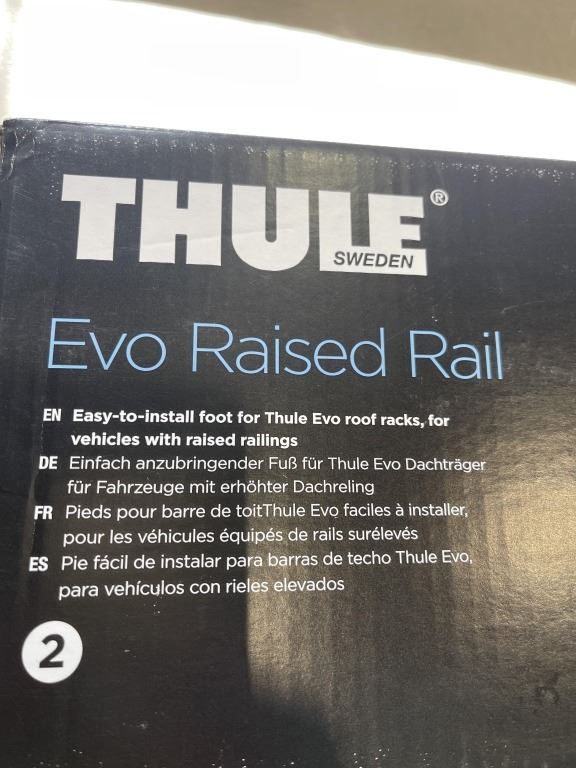 THULE®
SWEDEN
Evo Raised Rail
EN Easy-to-install foot for Thule Evo roof racks, for
vehicles with raised railings
DE Einfach anzubringender Fuß für Thule Evo Dachträger
für Fahrzeuge mit erhöhter Dachreling
FR Pieds pour barre de toitThule Evo faciles à installer,
pour les véhicules équipés de rails surélevés
ES Pie fácil de instalar para barras de techo Thule Evo,
para vehículos con rieles elevados
2